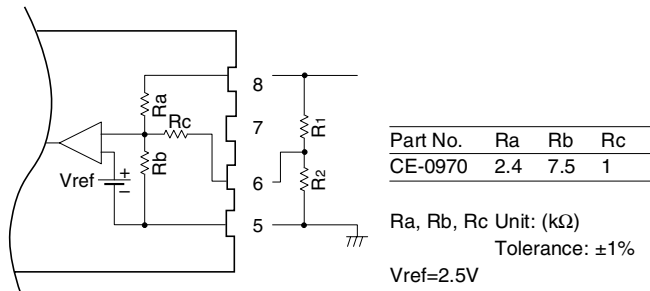 8
Ra
7
R1
Rc
Rb
Vref
+
−
6
R2
5
Part No. Ra Rb Rc
CE-0970 2.4 7.5 1
Ra, Rb, Rc Unit: (kΩ)
Tolerance: ±1%
Vref=2.5V